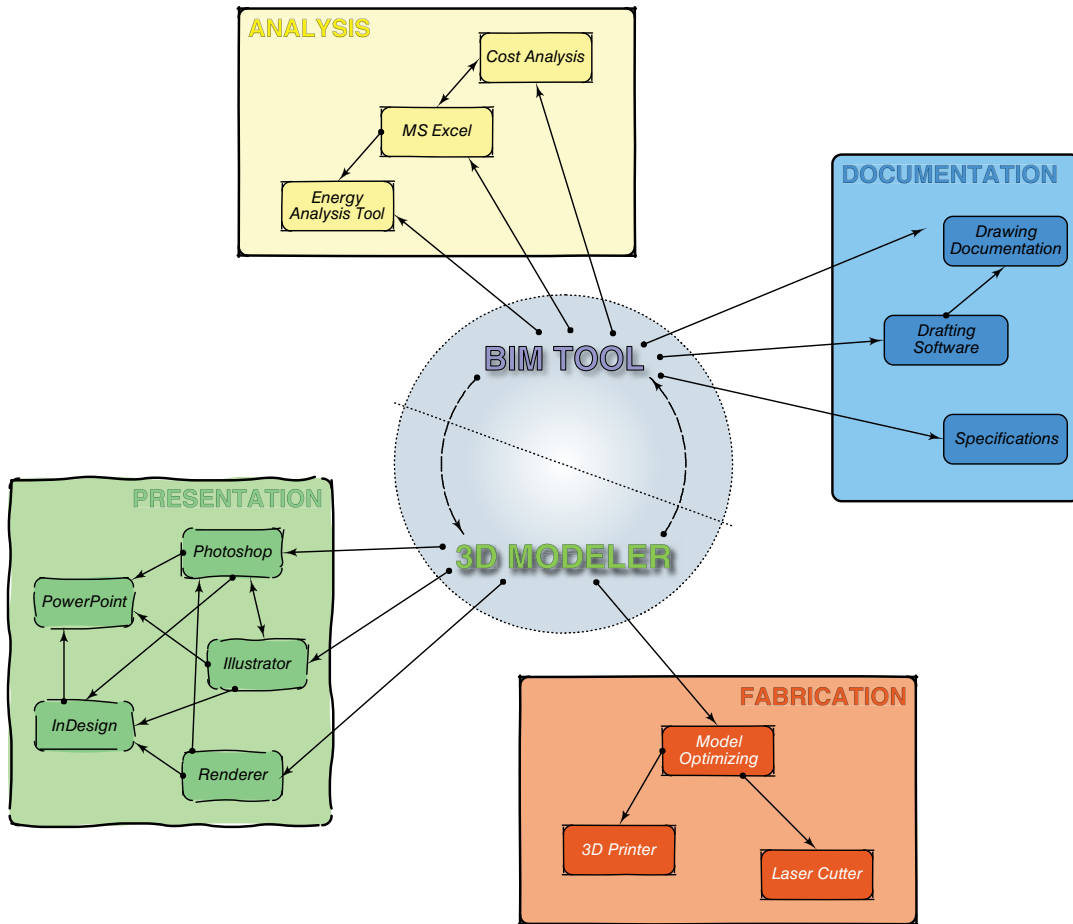 ANALYSIS
Cost Analysis
MS Excel
Energy
Analysis Tool
DOCUMENTATION
Drawing
Documentation
Drafting
Software
Specifications
BIM TOOL
3D MODELER
PRESENTATION
Photoshop
PowerPoint
Illustrator
InDesign
Renderer
FABRICATION
Model
Optimizing
3D Printer
Laser Cutter